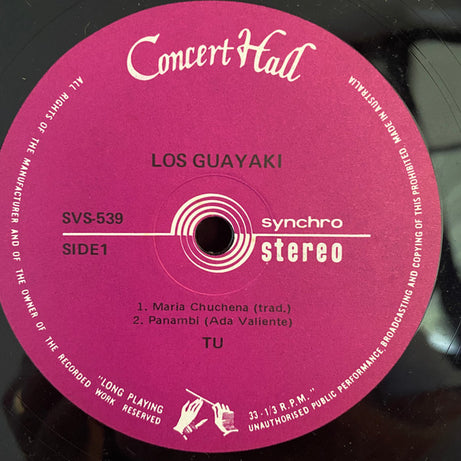 Concert Hall
LOS GUAYAKI
SVS-539
SIDE1
synchro
stereo
1. Maria Chuchena (trad.)
2. Panambi (Ada Valiente)
TU
ALL RIGHTS OF THE MANUFACTURER AND OF THE OWNER OF THE RECORDED WORK RESERVED
"LONG PLAYING
33-1/3 R.P.M."
UNAUTHORISED PUBLIC PERFORMANCE, BROADCASTING AND COPYING OF THIS PROHIBITED. MADE IN AUSTRALIA